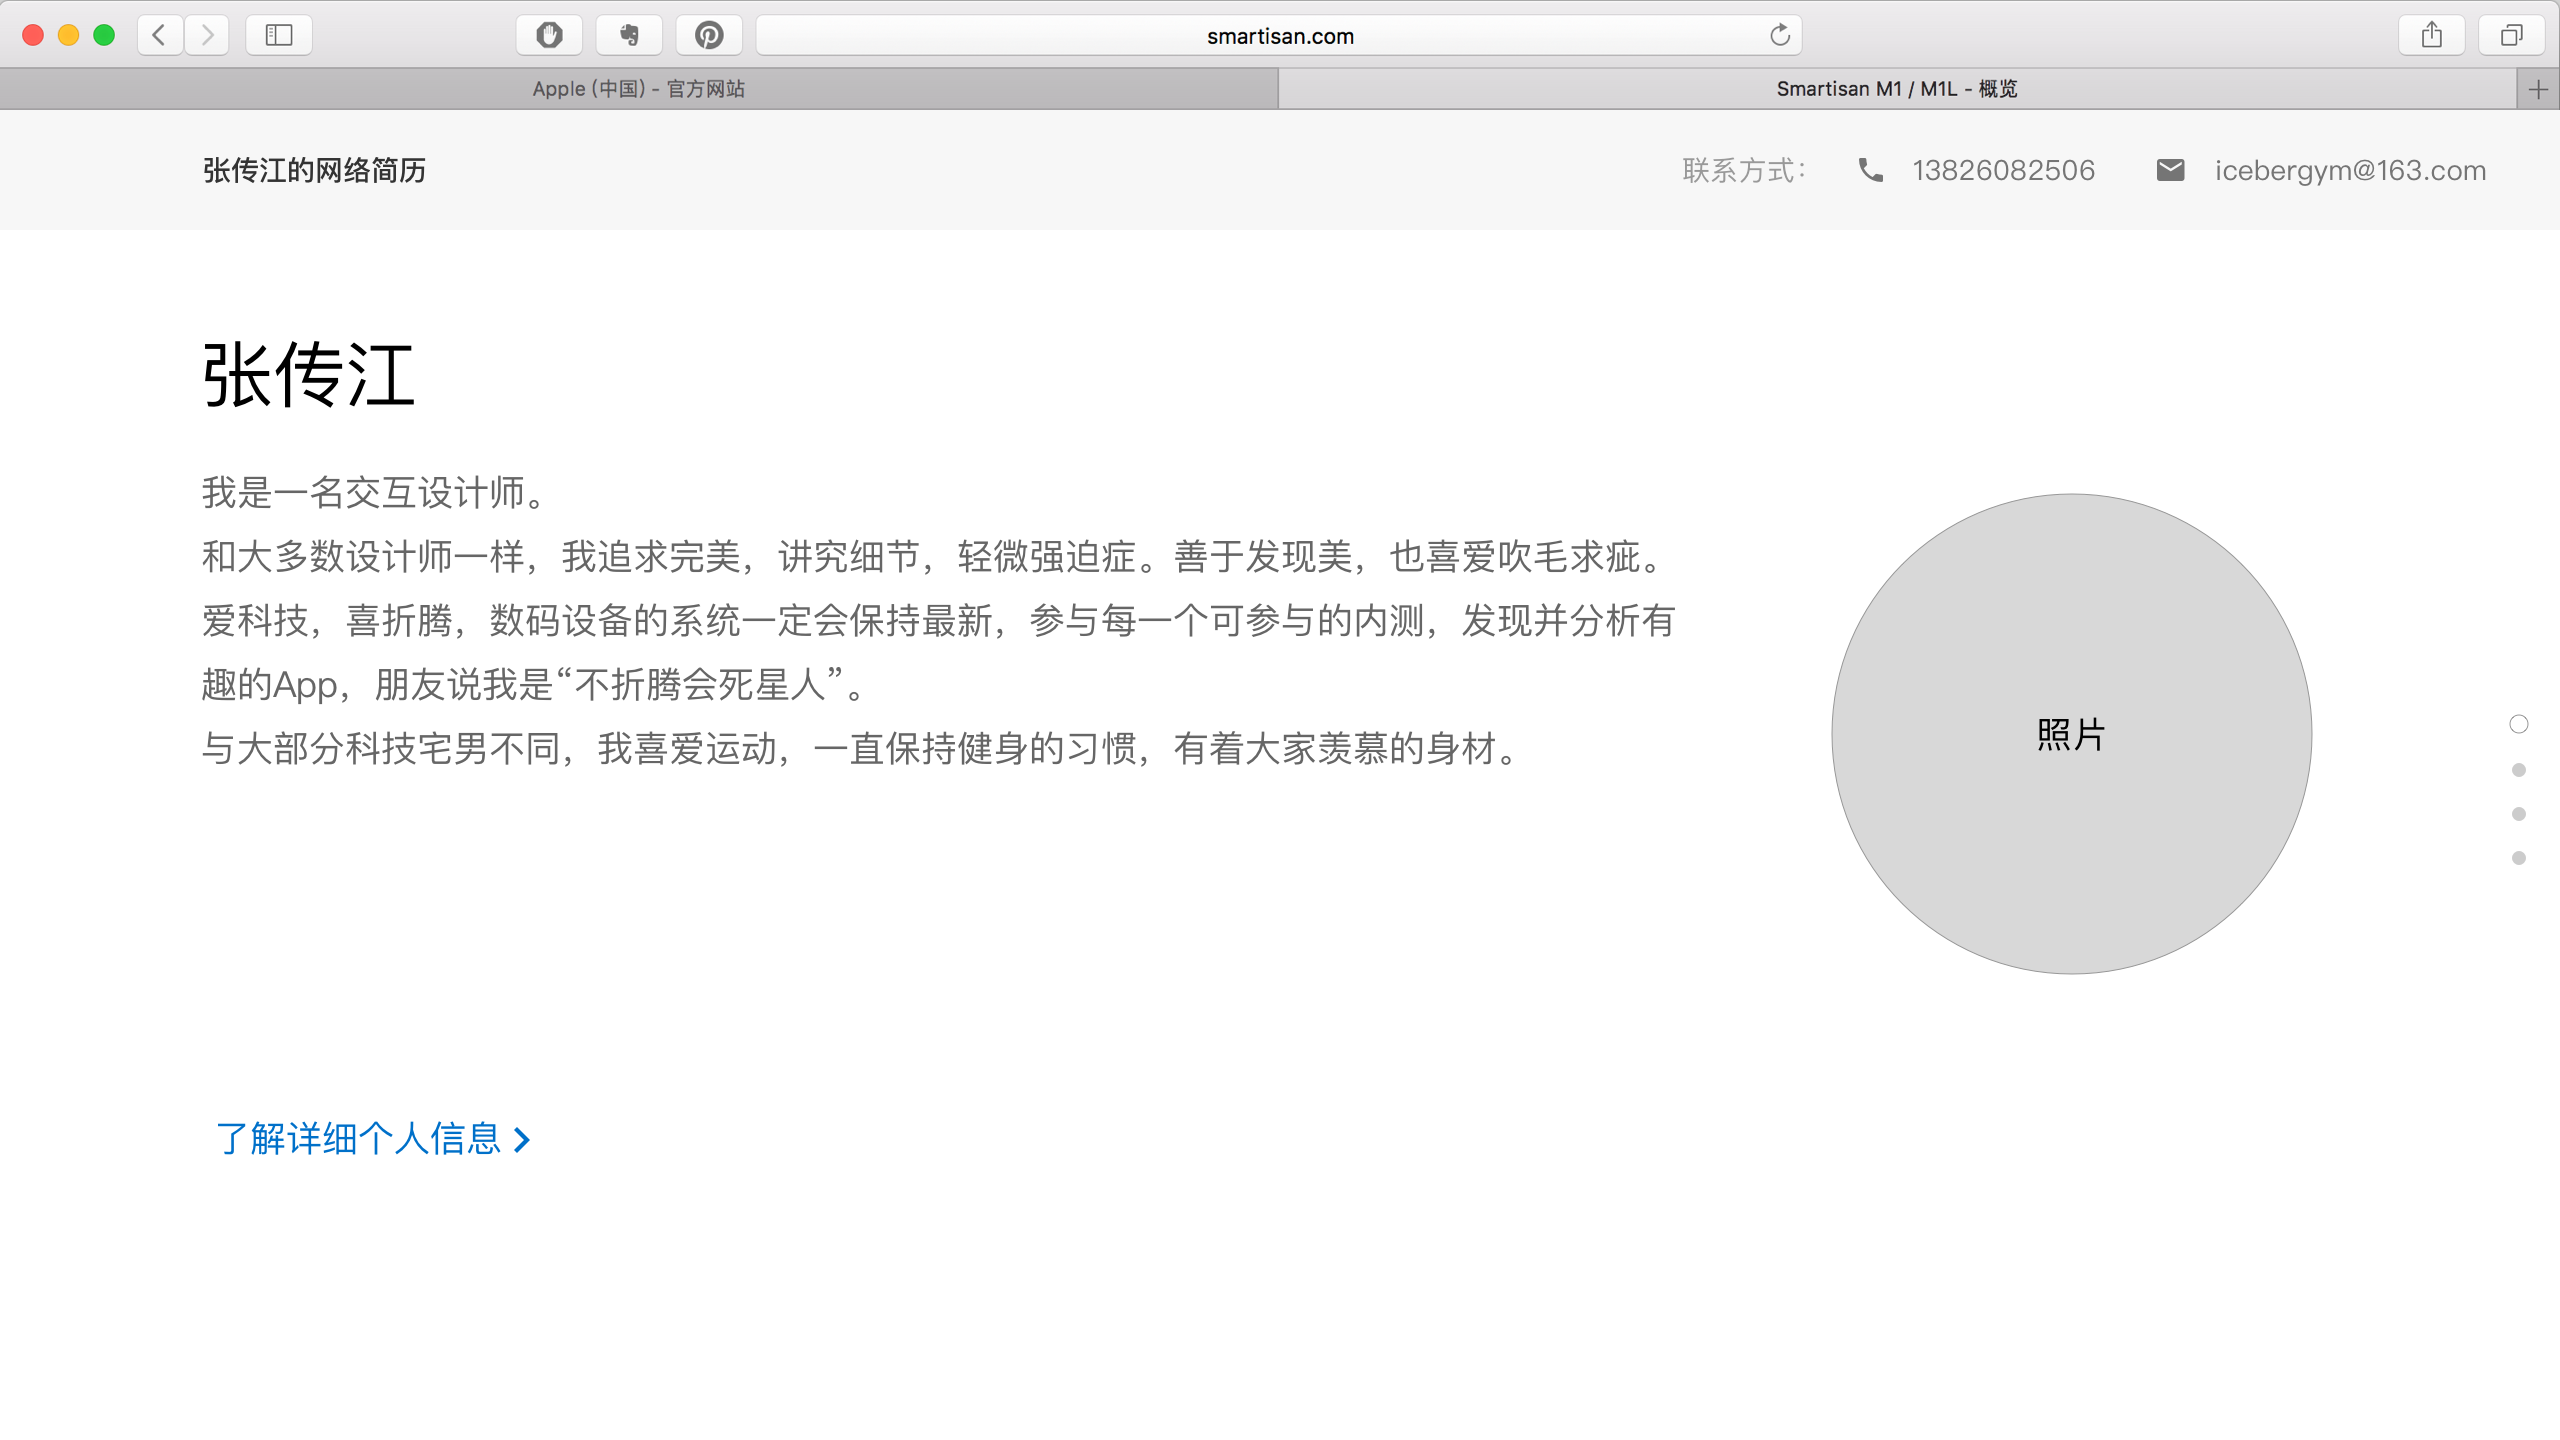 smartisan.com
Apple (中国) - 官方网站
Smartisan M1 / M1L - 概览
张传江的网络简历
联系方式：
13826082506
icebergym@163.com
张传江
我是一名交互设计师。
和大多数设计师一样，我追求完美，讲究细节，轻微强迫症。善于发现美，也喜爱吹毛求疵。
爱科技，喜折腾，数码设备的系统一定会保持最新，参与每一个可参与的内测，发现并分析有
趣的App，朋友说我是“不折腾会死星人”。
与大部分科技宅男不同，我喜爱运动，一直保持健身的习惯，有着大家羡慕的身材。
照片
了解详细个人信息